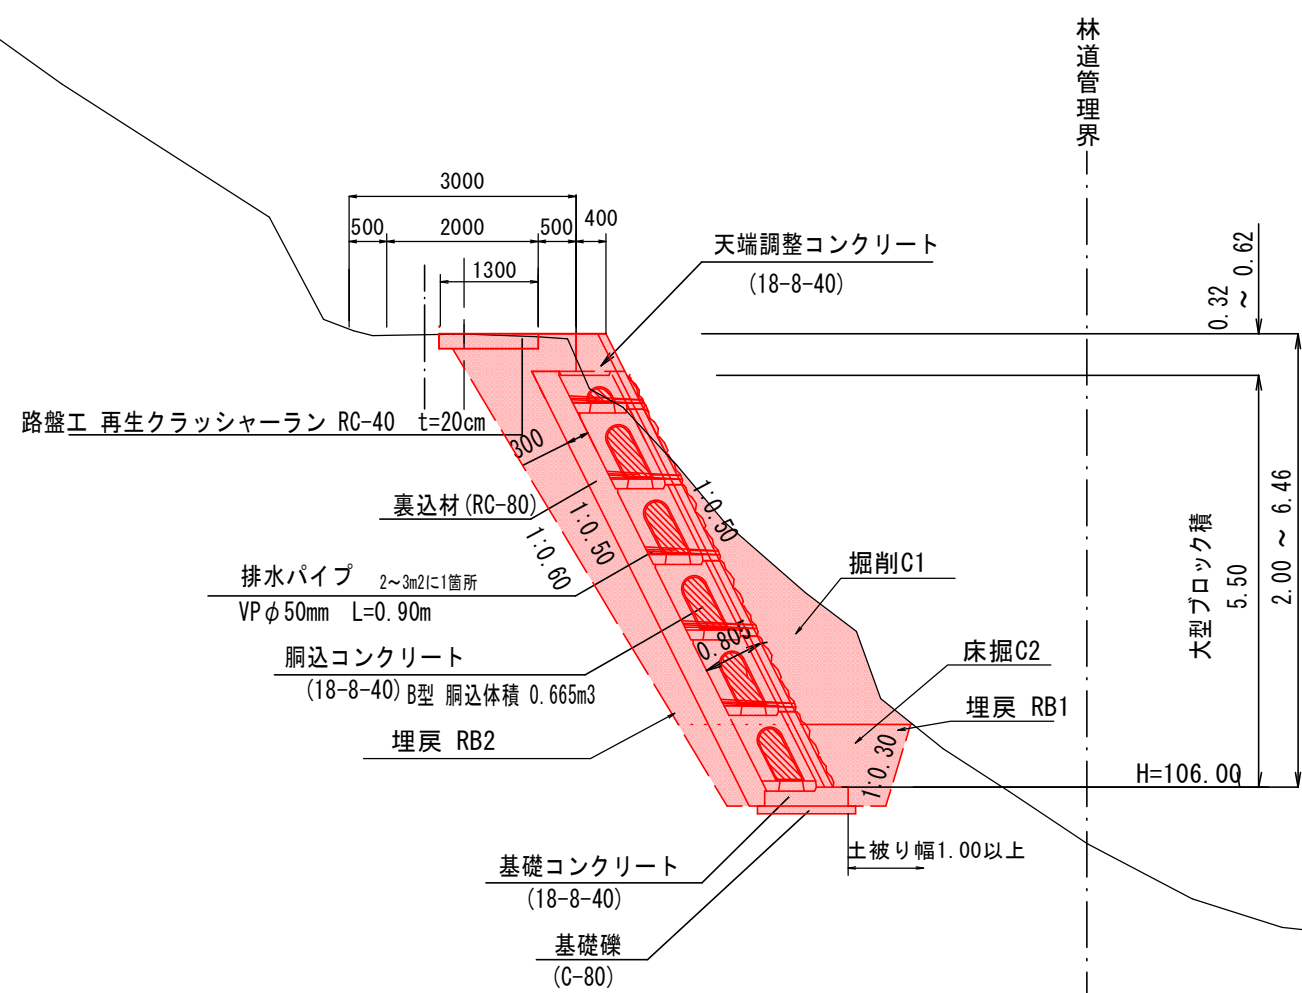 林道管理界
3000
500
2000
500
400
1300
天端調整コンクリート
(18-8-40)
0.32 ～ 0.62
路盤工 再生クラッシャーラン RC-40 t=20cm
300
裏込材(RC-80)
1:0.50
1:0.50
1:0.60
排水パイプ 2～3m2に1箇所
VPφ50mm L=0.90m
掘削C1
大型ブロック積
5.50
2.00 ～ 6.46
0.805
胴込コンクリート
(18-8-40) B型 胴込体積 0.665m3
床掘C2
埋戻 RB1
埋戻 RB2
1:0.30
H=106.00
土被り幅1.00以上
基礎コンクリート
(18-8-40)
基礎礫
(C-80)